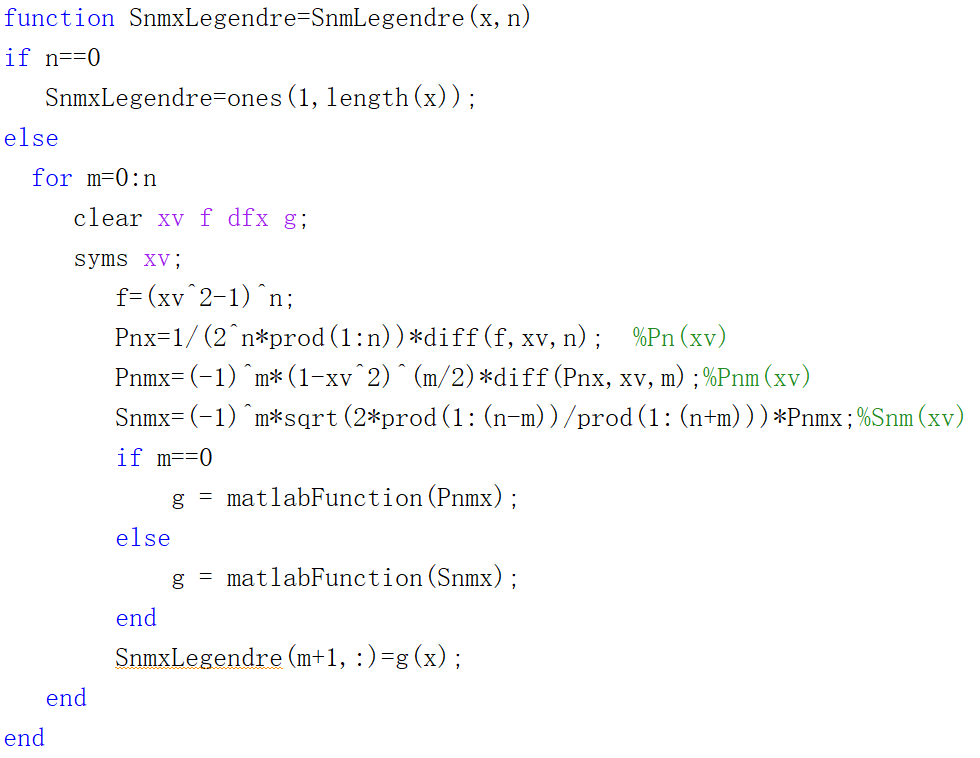 function SnmxLegendre=SnmLegendre(x,n)
if n==0
SnmxLegendre=ones(1,length(x));
else
for m=0:n
clear xv f dfx g;
syms xv;
f=(xv^2-1)^n;
Pnx=1/(2^n*prod(1:n))*diff(f,xv,n); %Pn(xv)
Pnmx=(-1)^m*(1-xv^2)^(m/2)*diff(Pnx,xv,m);%Pnm(xv)
Snmx=(-1)^m*sqrt(2*prod(1:(n-m))/prod(1:(n+m)))*Pnmx;%Snm(xv)
if m==0
g = matlabFunction(Pnmx);
else
g = matlabFunction(Snmx);
end
SnmxLegendre(m+1,:)=g(x);
end
end